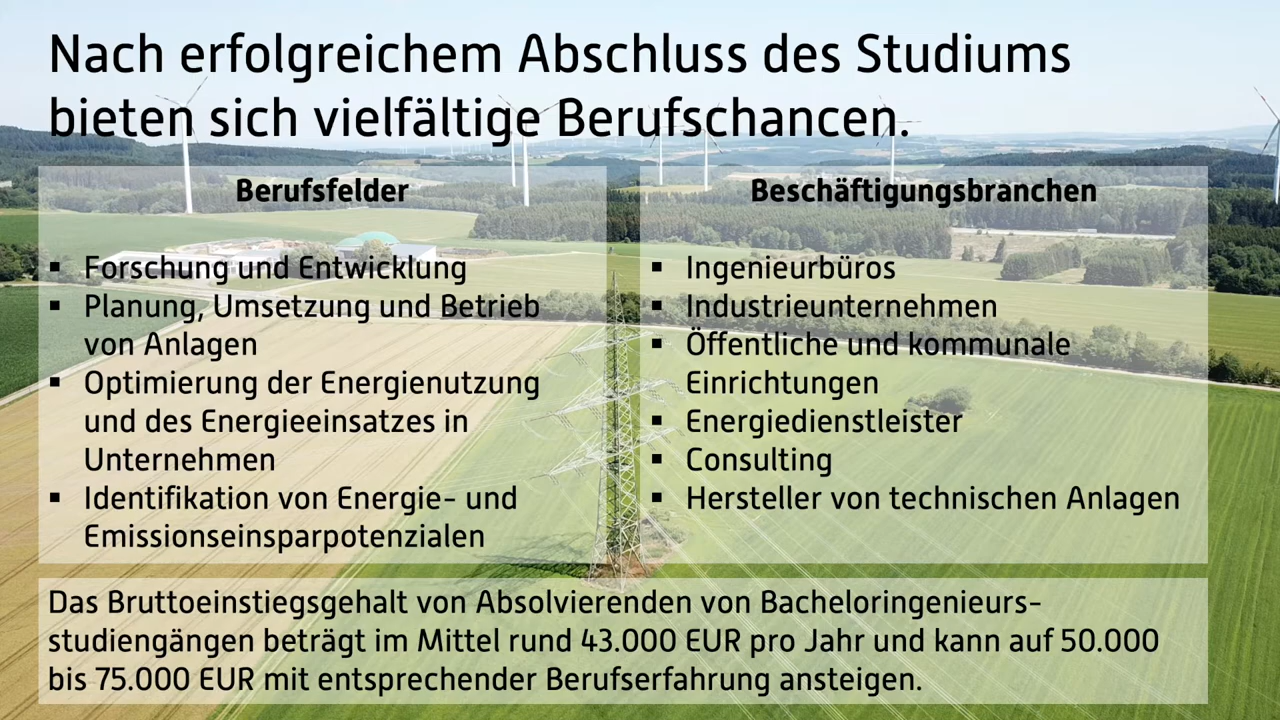 Nach erfolgreichem Abschluss des Studiums
bieten sich vielfältige Berufschancen.
Berufsfelder
▪ Forschung und Entwicklung
▪ Planung, Umsetzung und Betrieb
von Anlagen
▪ Optimierung der Energienutzung
und des Energieeinsatzes in
Unternehmen
▪ Identifikation von Energie- und
Emissionseinsparpotenzialen
Beschäftigungsbranchen
▪ Ingenieurbüros
▪ Industrieunternehmen
▪ Öffentliche und kommunale
Einrichtungen
▪ Energiedienstleister
▪ Consulting
▪ Hersteller von technischen Anlagen
Das Bruttoeinstiegsgehalt von Absolvierenden von Bacheloringenieurs-
studiengängen beträgt im Mittel rund 43.000 EUR pro Jahr und kann auf 50.000
bis 75.000 EUR mit entsprechender Berufserfahrung ansteigen.